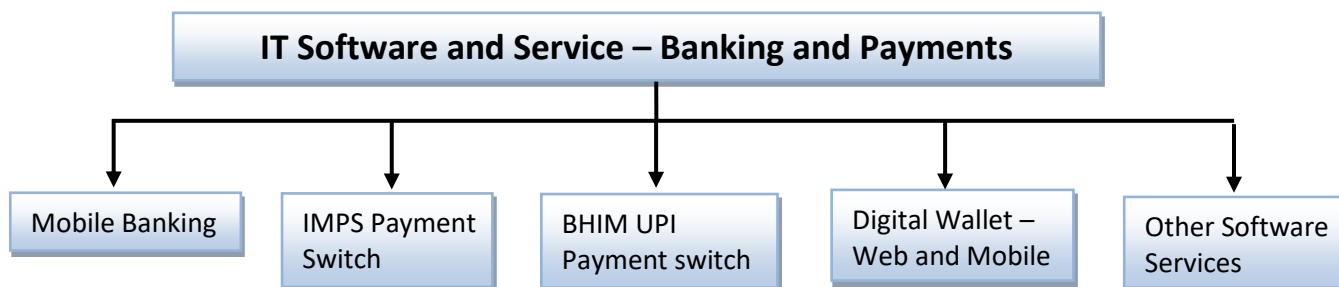 IT Software and Service – Banking and Payments
Mobile Banking
IMPS Payment
Switch
BHIM UPI
Payment switch
Digital Wallet –
Web and Mobile
Other Software
Services